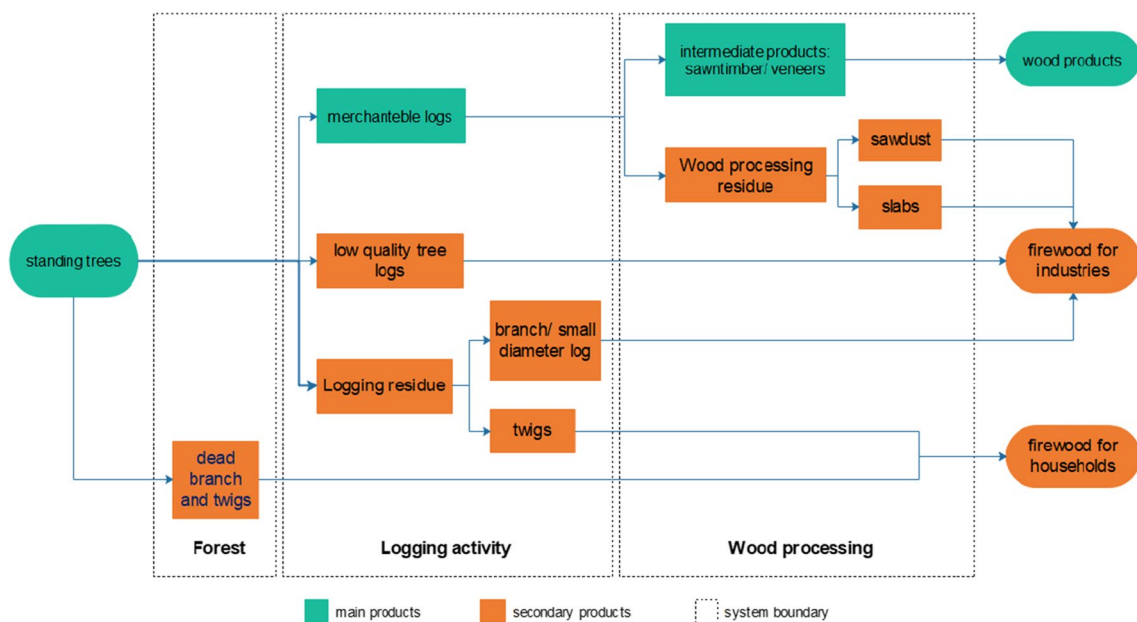 intermediate products:
sawntimber/ veneers
wood products
merchanteble logs
sawdust
Wood processing
residue
slabs
standing trees
low quality tree
logs
firewood for
industries
branch/ small
diameter log
Logging residue
twigs
firewood for
households
dead
branch
and twigs
Forest
Logging activity
Wood processing
main products
secondary products
system boundary